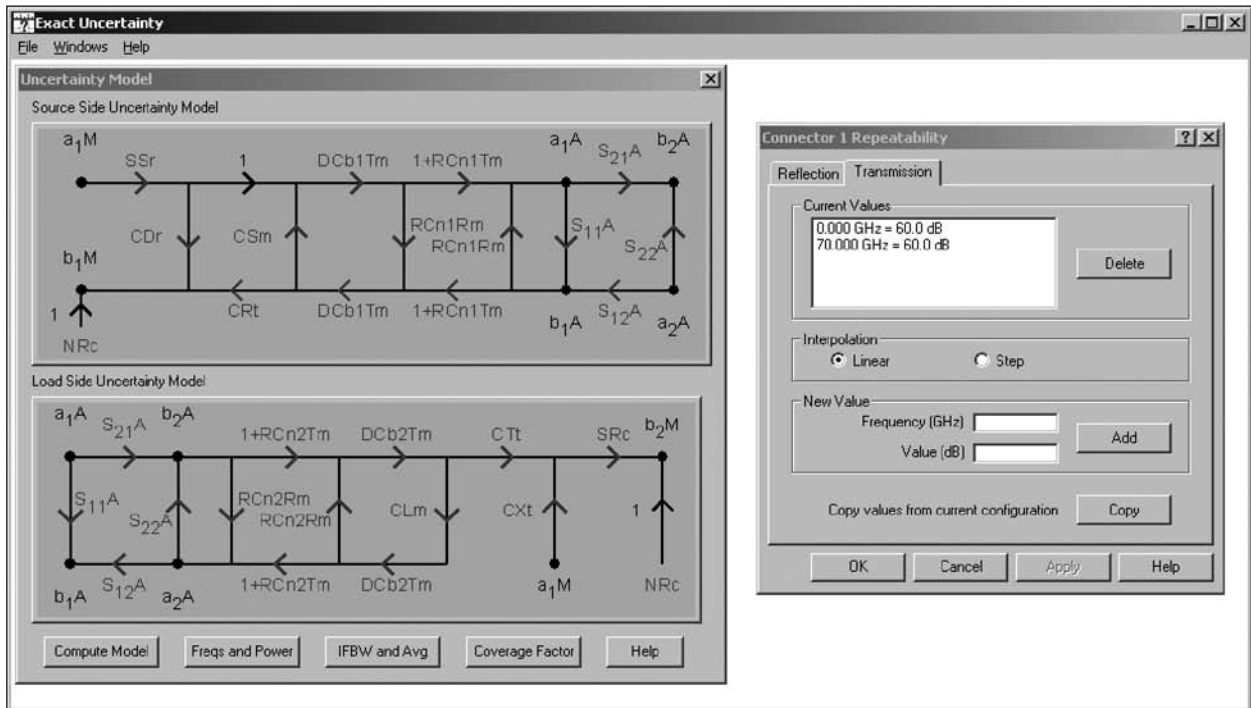 Exact Uncertainty
File Windows Help
Uncertainty Model
Source Side Uncertainty Model
a1M SSr 1 DCb1Tm 1+RCn1Tm a1A S21A b2A
CDr CSm RCn1Rm RCn1Rm S11A S22A
b1M
1 CRt DCb1Tm 1+RCn1Tm b1A S12A a2A
NRc
Load Side Uncertainty Model
a1A S21A b2A 1+RCn2Tm DCb2Tm CTt SRc b2M
S11A S22A RCn2Rm RCn2Rm CLm CXt 1
b1A S12A a2A 1+RCn2Tm DCb2Tm a1M NRc
Compute Model Freqs and Power IFBW and Avg Coverage Factor Help
Connector 1 Repeatability
Reflection Transmission
Current Values
0.000 GHz = 60.0 dB
70.000 GHz = 60.0 dB
Delete
Interpolation
Linear Step
New Value
Frequency (GHz)
Value (dB)
Add
Copy values from current configuration Copy
OK Cancel Apply Help